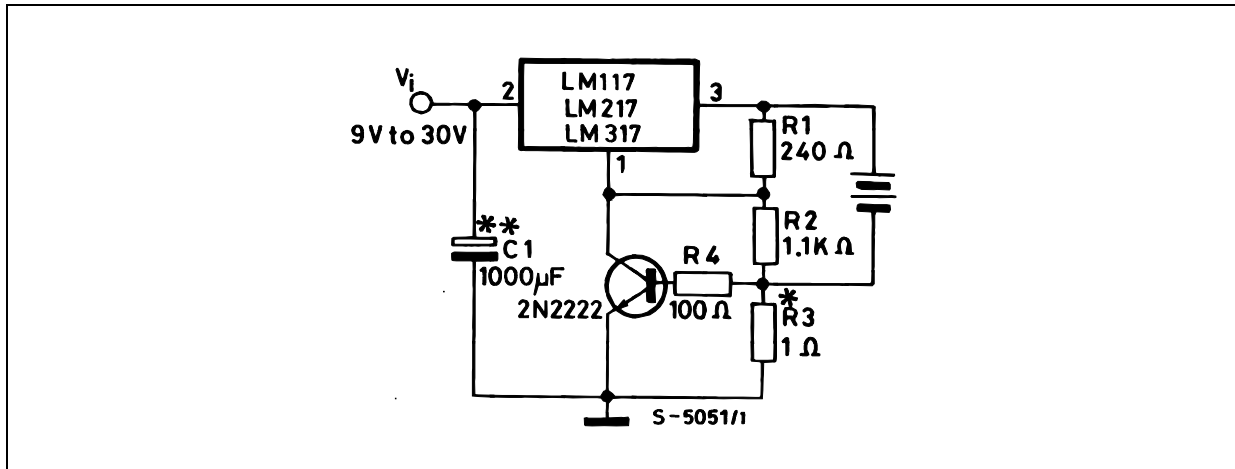 Vi
9V to 30V
2
LM117
LM217
LM317
3
1
R1
240 Ω
R2
1.1K Ω
R4
100 Ω
**
C1
1000μF
2N2222
*
R3
1 Ω
S-5051/1